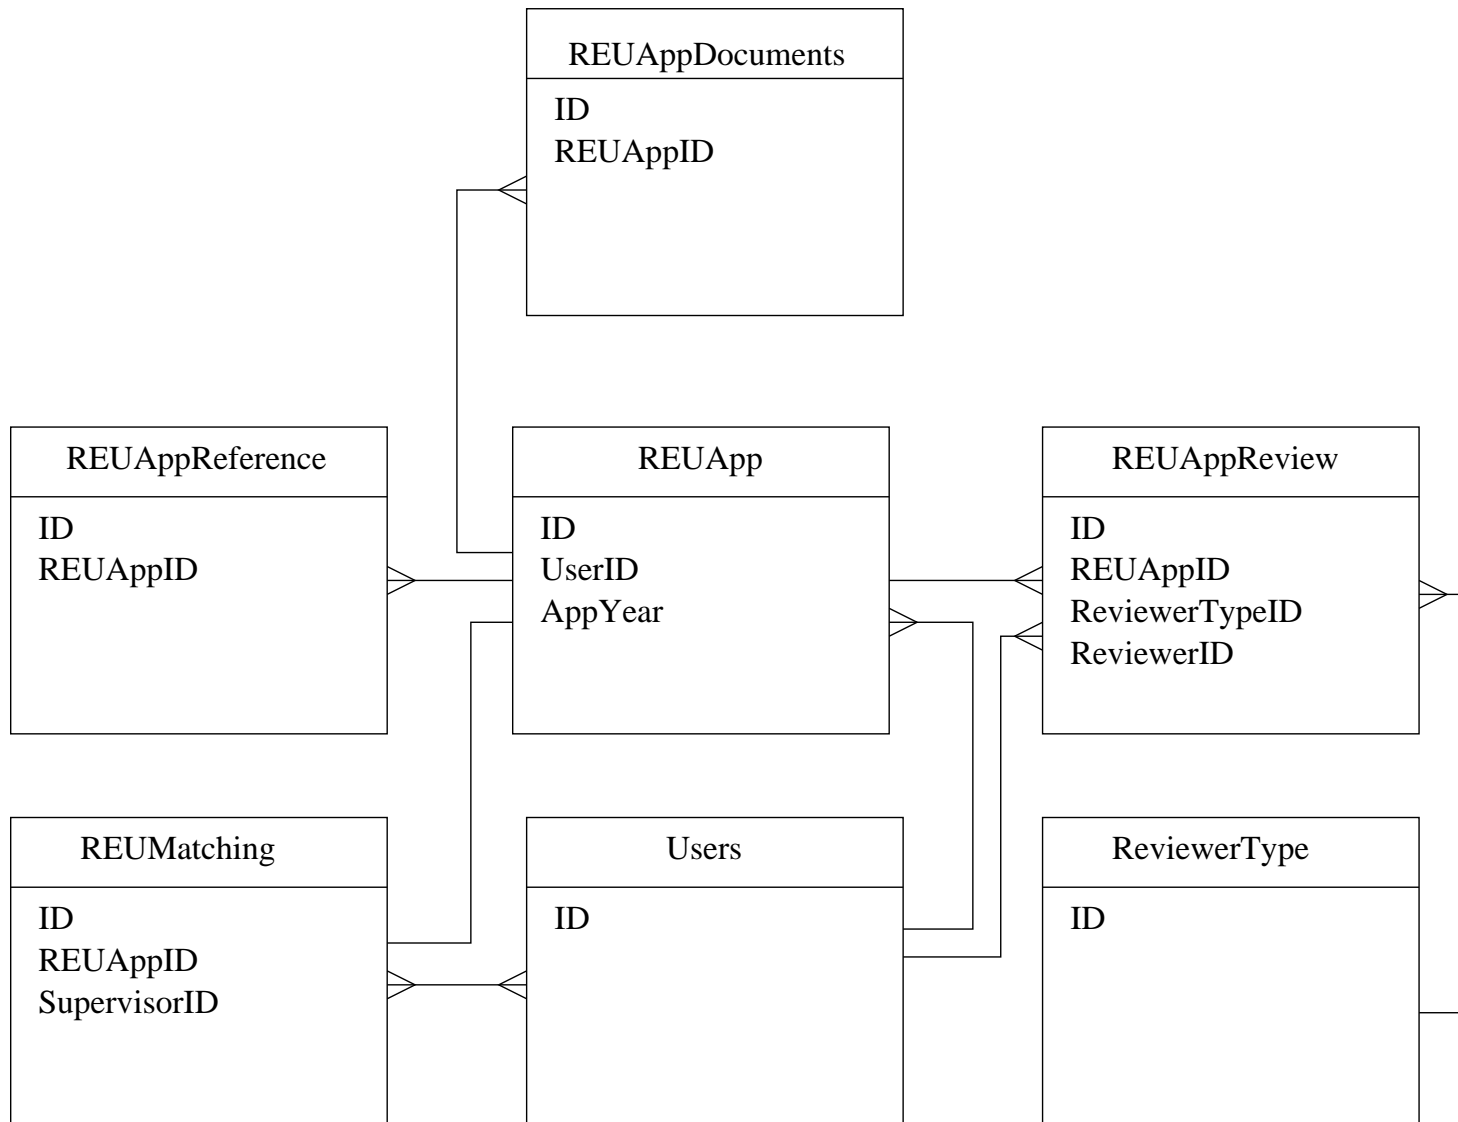 REUAppDocuments
ID
REUAppID
REUAppReference
ID
REUAppID
REUApp
ID
UserID
AppYear
REUAppReview
ID
REUAppID
ReviewerTypeID
ReviewerID
REUMatching
ID
REUAppID
SupervisorID
Users
ID
ReviewerType
ID